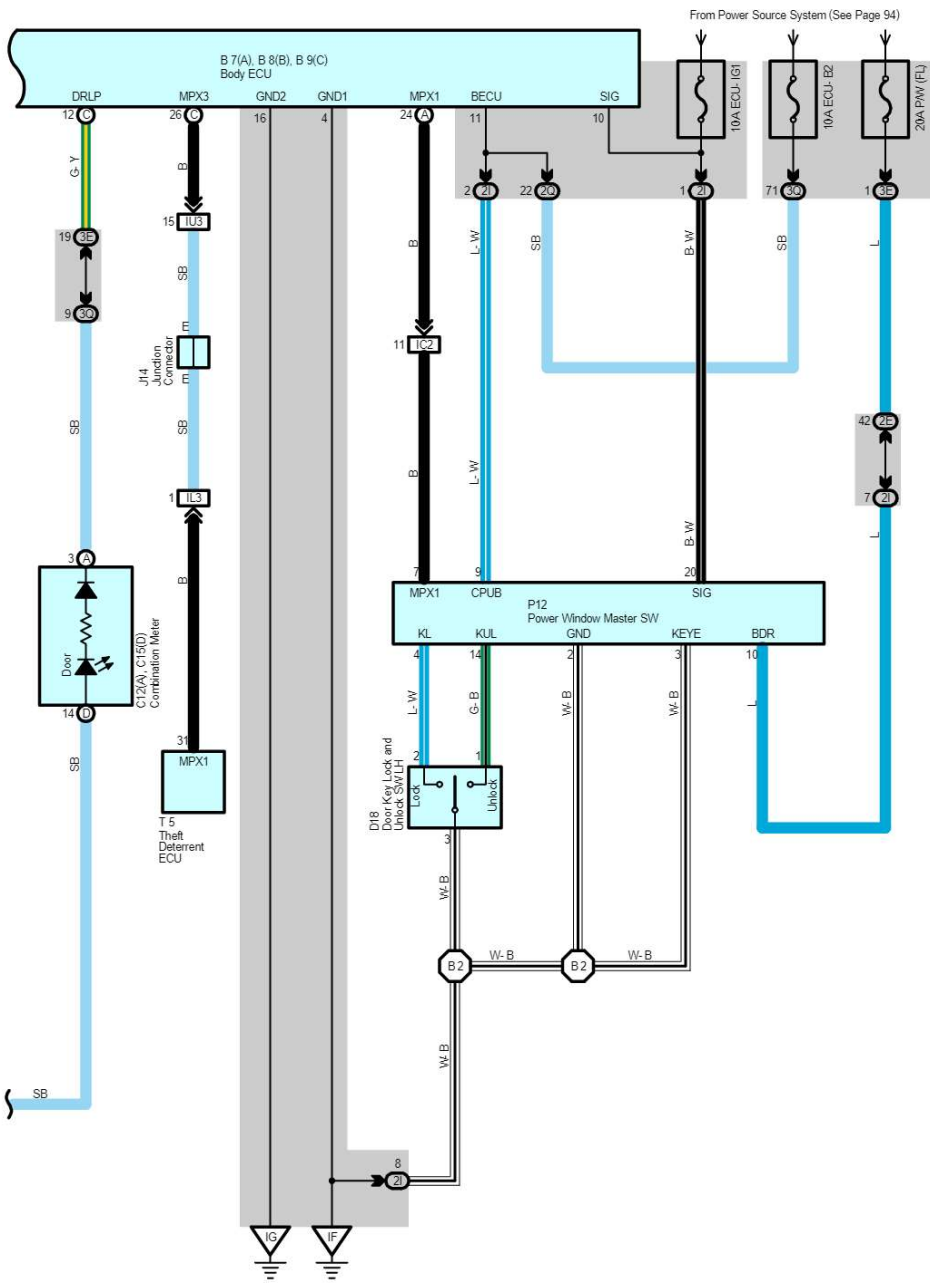 From Power Source System (See Page 94)
B 7(A), B 8(B), B 9(C)
Body ECU
DRLP
MPX3
GND2
GND1
MPX1
BECU
SIG
10A ECU- IG1
10A ECU- B2
20A P/W (FL)
12 C
26 C
16
4
24 A
11
10
G- Y
B
2 2I
22 2Q
1 2I
71 3Q
1 3E
15 IU3
19 3E
B
L- W
SB
B- W
SB
L
SB
9 3Q
E
J14
Junction
Connector
E
11 IC2
42 2E
SB
SB
B
L- W
7 2I
1 IL3
B- W
L
3 A
B
7
9
20
MPX1
CPUB
SIG
P12
Power Window Master SW
KL
KUL
GND
KEYE
BDR
4
14
2
3
10
Door
C12(A), C15(D)
Combination Meter
14 D
L- W
G- B
W- B
W- B
L
31
MPX1
SB
2
1
Lock
Unlock
D18
Door Key Lock and
Unlock SW LH
T 5
Theft
Deterrent
ECU
3
W- B
B 2
W- B
B 2
W- B
W- B
SB
8
2I
IG
IF